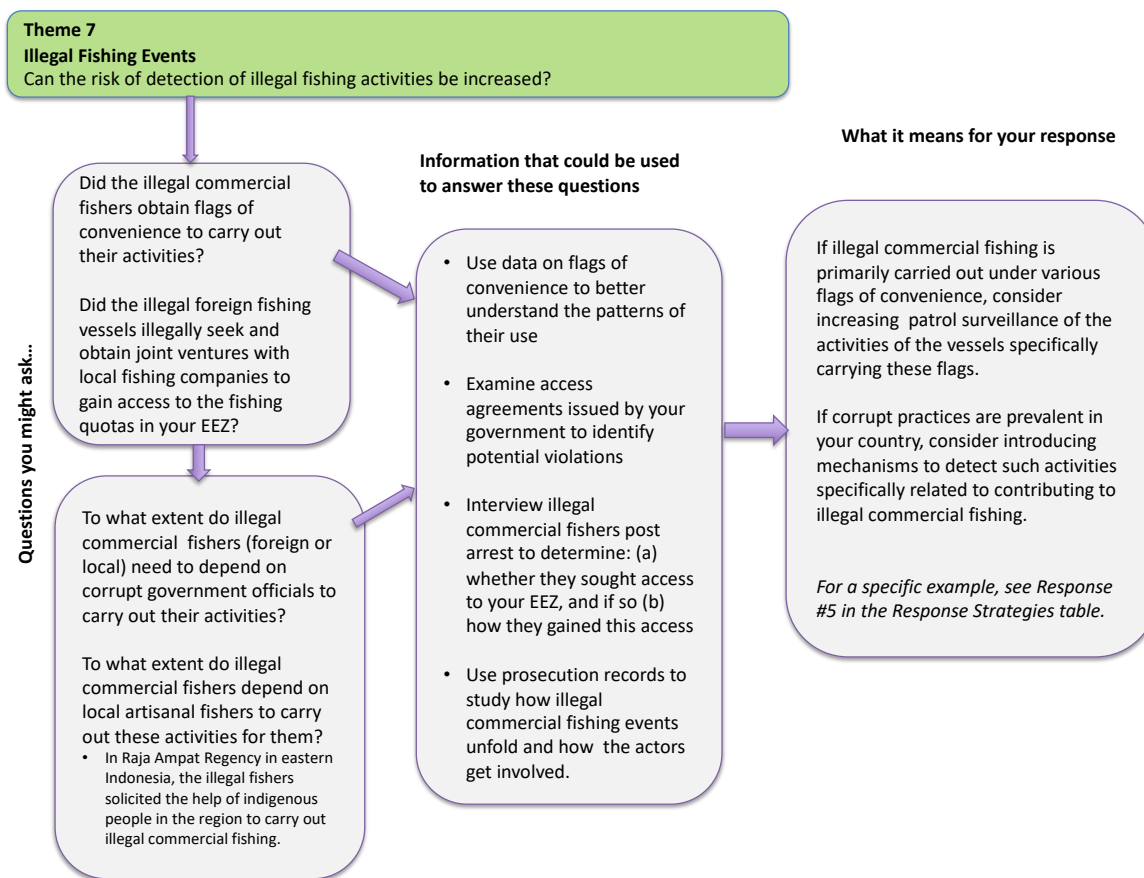 Theme 7
Illegal Fishing Events
Can the risk of detection of illegal fishing activities be increased?
Questions you might ask...
Did the illegal commercial
fishers obtain flags of
convenience to carry out
their activities?
Did the illegal foreign fishing
vessels illegally seek and
obtain joint ventures with
local fishing companies to
gain access to the fishing
quotas in your EEZ?
To what extent do illegal
commercial fishers (foreign or
local) need to depend on
corrupt government officials to
carry out their activities?
To what extent do illegal
commercial fishers depend on
local artisanal fishers to carry
out these activities for them?
• In Raja Ampat Regency in eastern
Indonesia, the illegal fishers
solicited the help of indigenous
people in the region to carry out
illegal commercial fishing.
Information that could be used
to answer these questions
• Use data on flags of
convenience to better
understand the patterns of
their use
• Examine access
agreements issued by your
government to identify
potential violations
• Interview illegal
commercial fishers post
arrest to determine: (a)
whether they sought access
to your EEZ, and if so (b)
how they gained this access
• Use prosecution records to
study how illegal
commercial fishing events
unfold and how the actors
get involved.
What it means for your response
If illegal commercial fishing is
primarily carried out under various
flags of convenience, consider
increasing patrol surveillance of the
activities of the vessels specifically
carrying these flags.
If corrupt practices are prevalent in
your country, consider introducing
mechanisms to detect such activities
specifically related to contributing to
illegal commercial fishing.
For a specific example, see Response
#5 in the Response Strategies table.